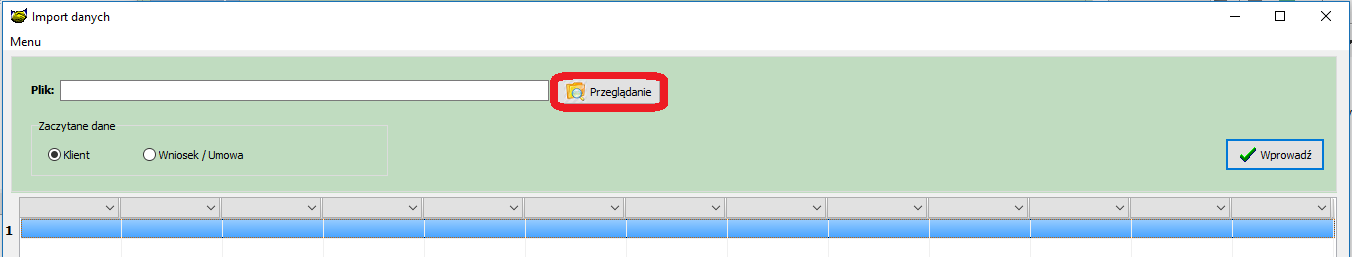 Import danych
Menu
Plik: Przeglądanie
Zaczytane dane
Klient Wniosek / Umowa
Wprowadź
1